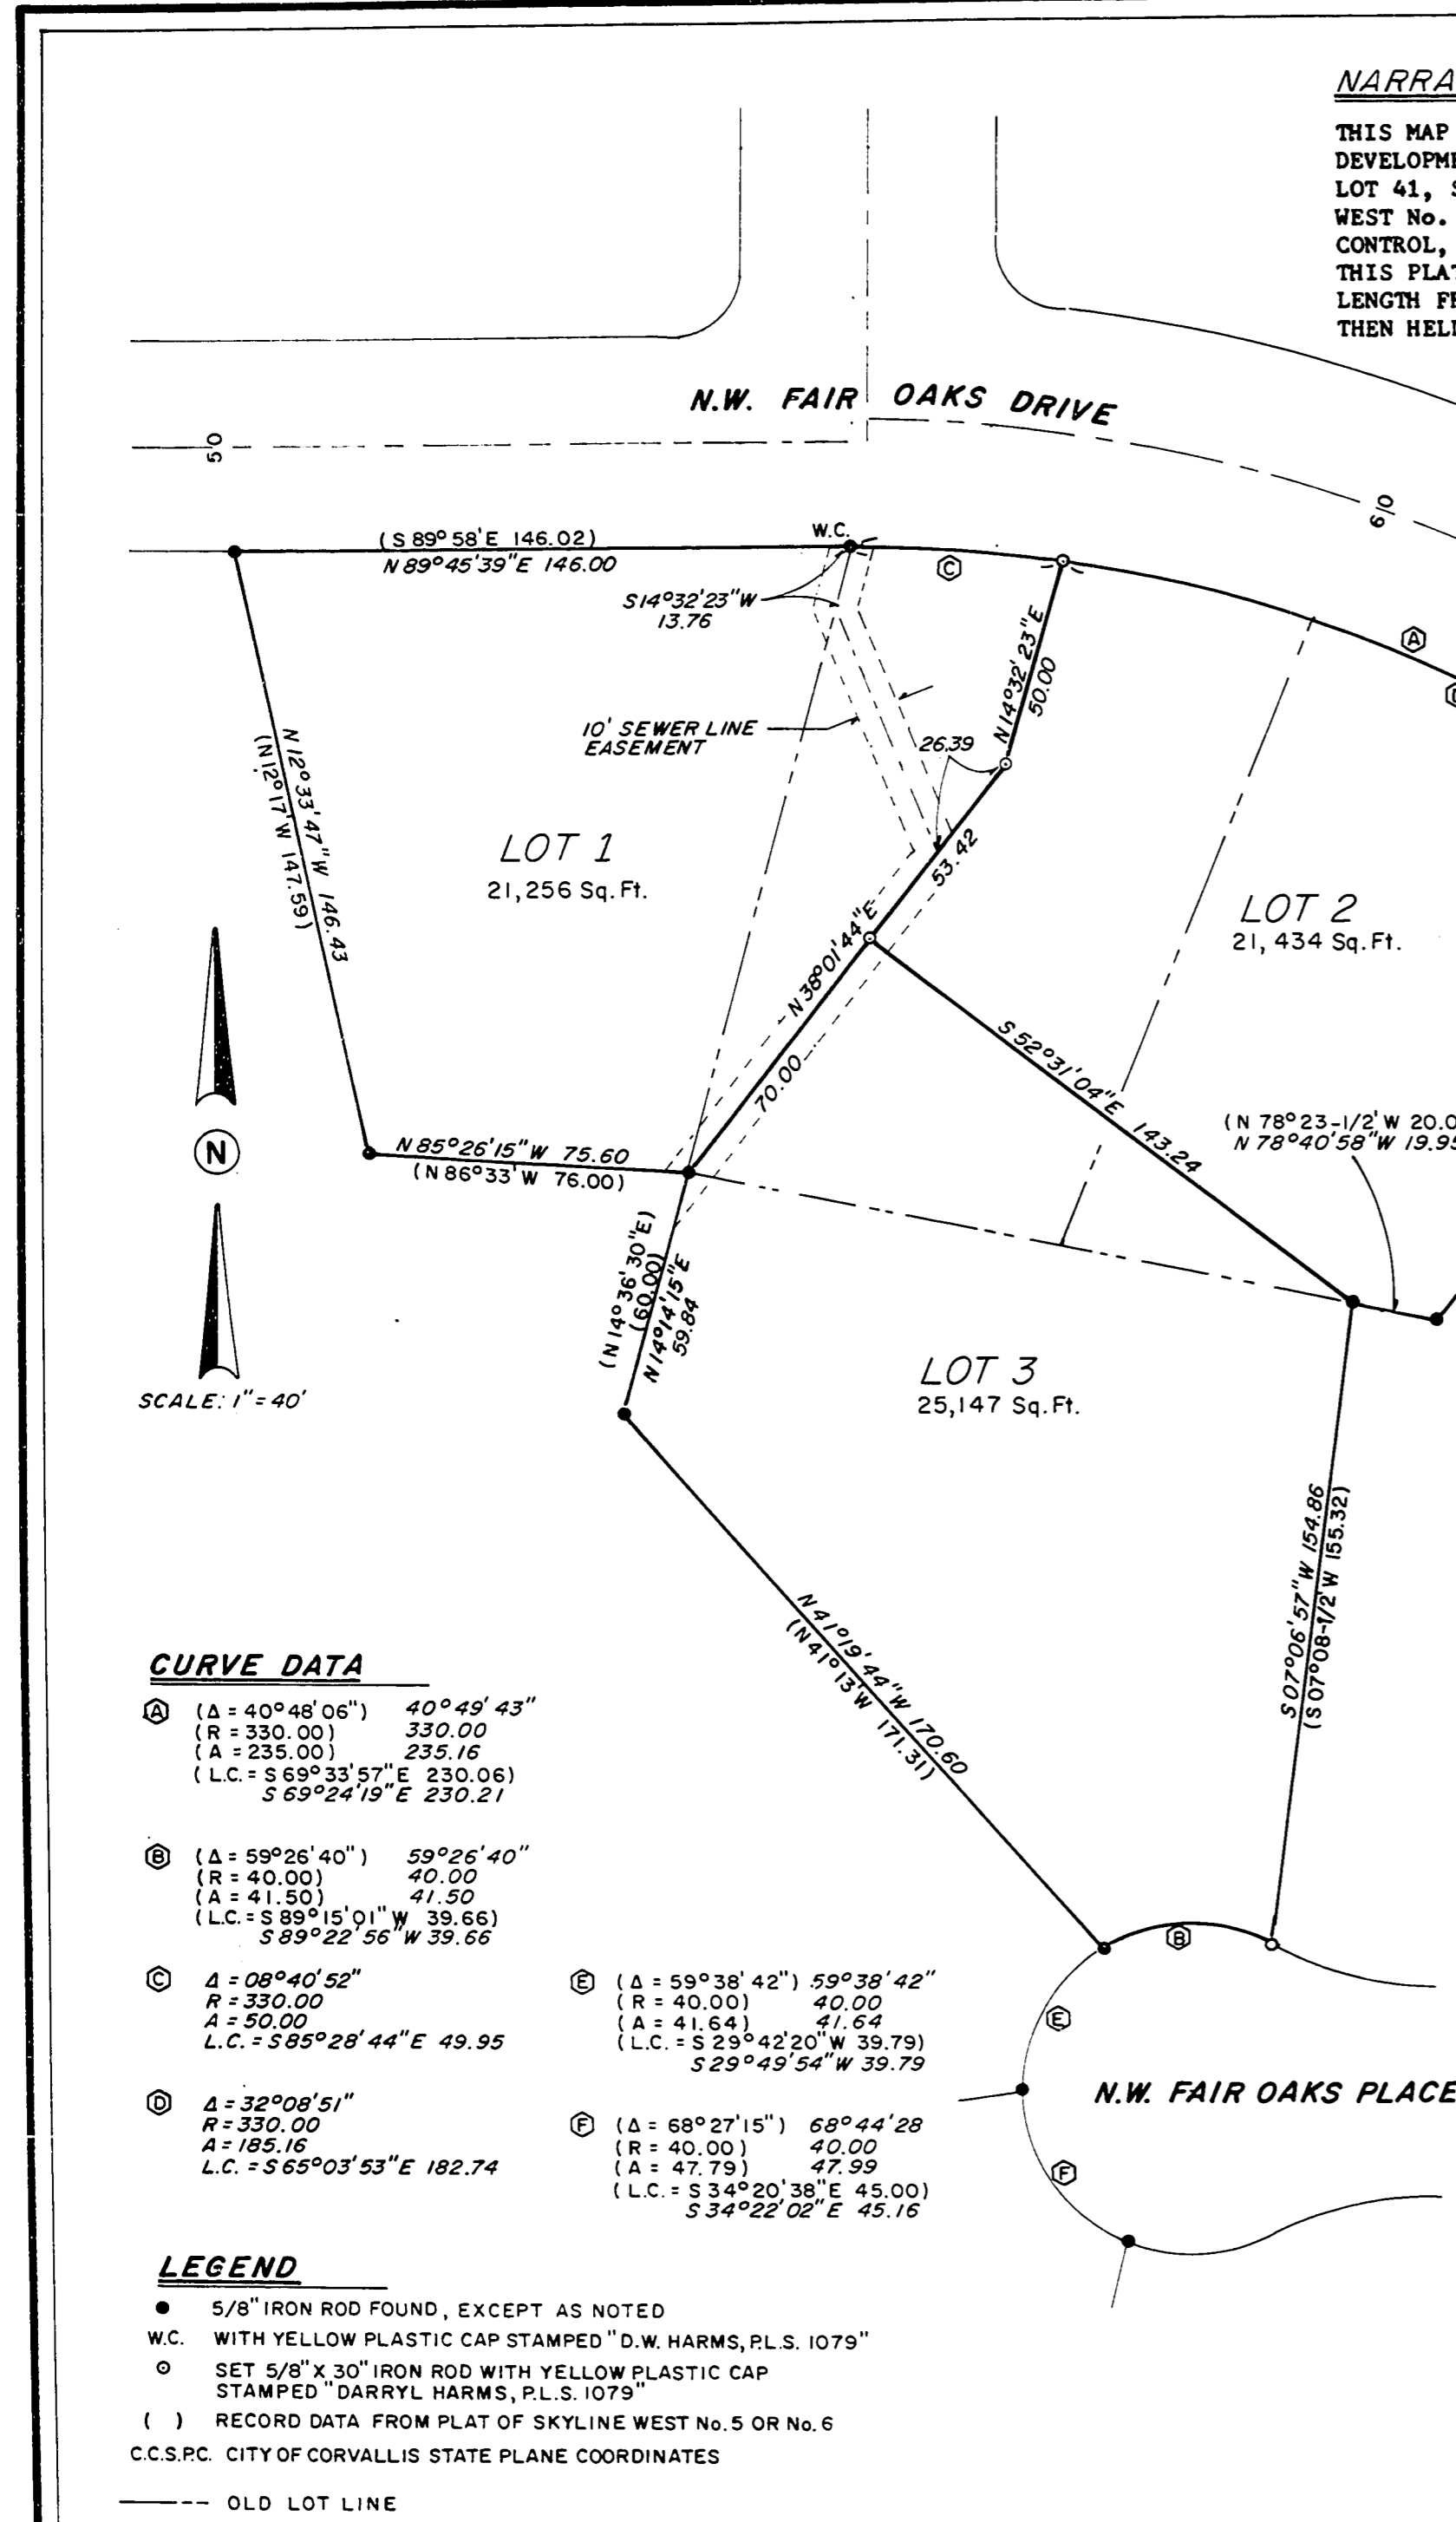 NARRA
THIS MAP
DEVELOPM
LOT 41, S
WEST No.
CONTROL,
THIS PLAT
LENGTH F
THEN HEL
N.W. FAIR OAKS DRIVE
50
60
(S 89°58'E 146.02)
N 89°45'39"E 146.00
W.C.
C
A
S14°32'23"W
13.76
N14°32'23"E
50.00
10' SEWER LINE
EASEMENT
26.39
53.42
N 12°33'47"W 146.43
(N12°17'W 147.59)
LOT 1
21,256 Sq.Ft.
LOT 2
21,434 Sq.Ft.
N 38°01'44"E
70.00
S 52°31'04"E 143.24
(N 78°23-1/2'W 20.0
N 78°40'58"W 19.95
N
N 85°26'15"W 75.60
(N 86°33'W 76.00)
(N14°36'30"E)
(60.00)
N14°14'15"E
59.84
SCALE: 1"=40'
LOT 3
25,147 Sq.Ft.
N 41°19'44"W 170.60
(N41°13'W 171.31)
S 07°06'57"W 154.86
(S 07°08-1/2'W 155.32)
CURVE DATA
A (Δ = 40°48'06") 40°49'43"
(R = 330.00) 330.00
(A = 235.00) 235.16
(L.C. = S 69°33'57"E 230.06)
S 69°24'19"E 230.21
B (Δ = 59°26'40") 59°26'40"
(R = 40.00) 40.00
(A = 41.50) 41.50
(L.C. = S 89°15'01"W 39.66)
S 89°22'56"W 39.66
C Δ = 08°40'52"
R = 330.00
A = 50.00
L.C. = S85°28'44"E 49.95
D Δ = 32°08'51"
R = 330.00
A = 185.16
L.C. = S65°03'53"E 182.74
E (Δ = 59°38'42") 59°38'42"
(R = 40.00) 40.00
(A = 41.64) 41.64
(L.C. = S 29°42'20"W 39.79)
S 29°49'54"W 39.79
F (Δ = 68°27'15") 68°44'28
(R = 40.00) 40.00
(A = 47.79) 47.99
(L.C. = S 34°20'38"E 45.00)
S 34°22'02"E 45.16
B
E
N.W. FAIR OAKS PLACE
F
LEGEND
5/8" IRON ROD FOUND, EXCEPT AS NOTED
W.C. WITH YELLOW PLASTIC CAP STAMPED "D.W. HARMS, P.L.S. 1079"
SET 5/8" X 30" IRON ROD WITH YELLOW PLASTIC CAP
STAMPED "DARRYL HARMS, P.L.S. 1079"
( ) RECORD DATA FROM PLAT OF SKYLINE WEST No. 5 OR No. 6
C.C.S.P.C. CITY OF CORVALLIS STATE PLANE COORDINATES
OLD LOT LINE